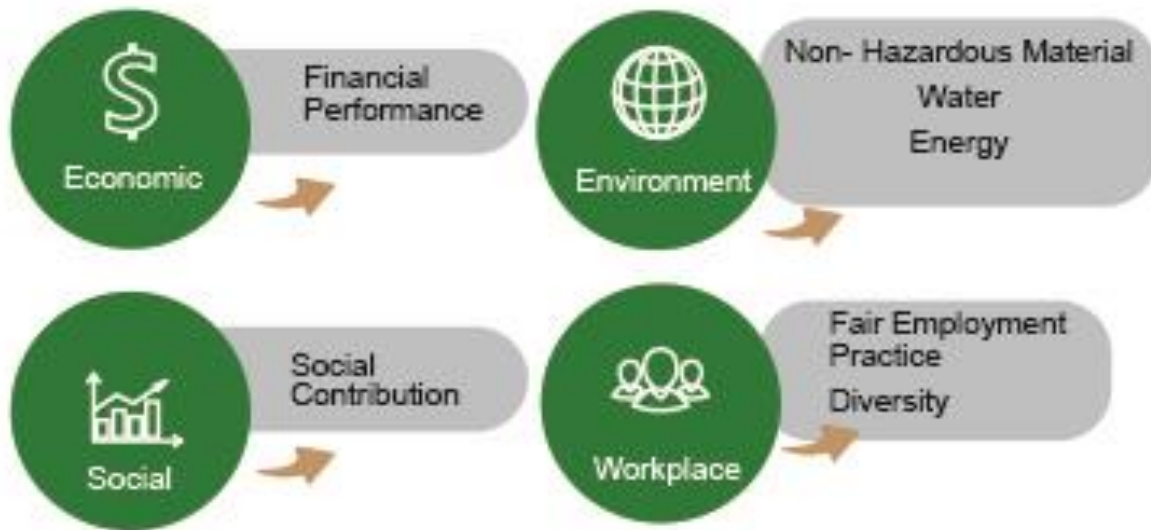 Economic
Financial
Performance
Environment
Non- Hazardous Material
Water
Energy
Social
Social
Contribution
Workplace
Fair Employment
Practice
Diversity